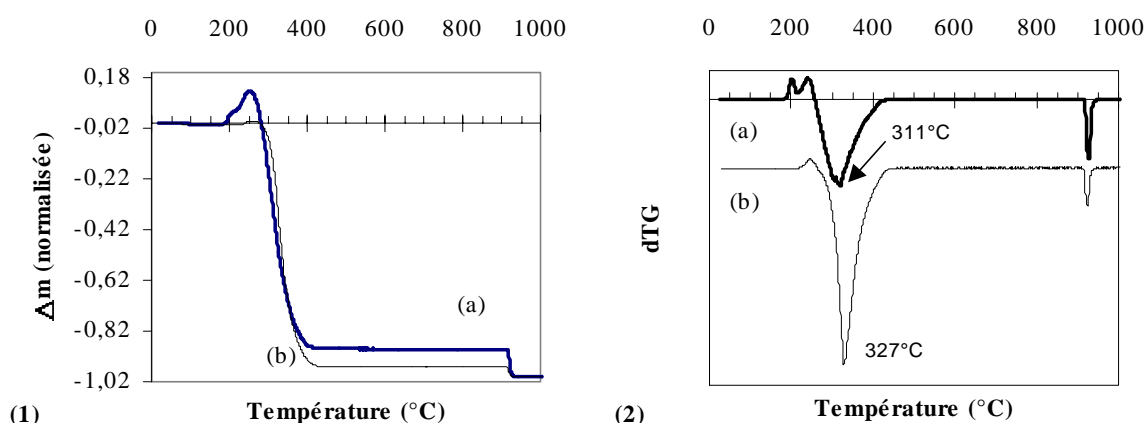 0 200 400 600 800 1000
0,18
-0,02
-0,22
-0,42
-0,62
-0,82
-1,02
Δm (normalisée)
(a)
(b)
Température (°C)
(1)
0 200 400 600 800 1000
(a)
311°C
(b)
dTG
327°C
Température (°C)
(2)